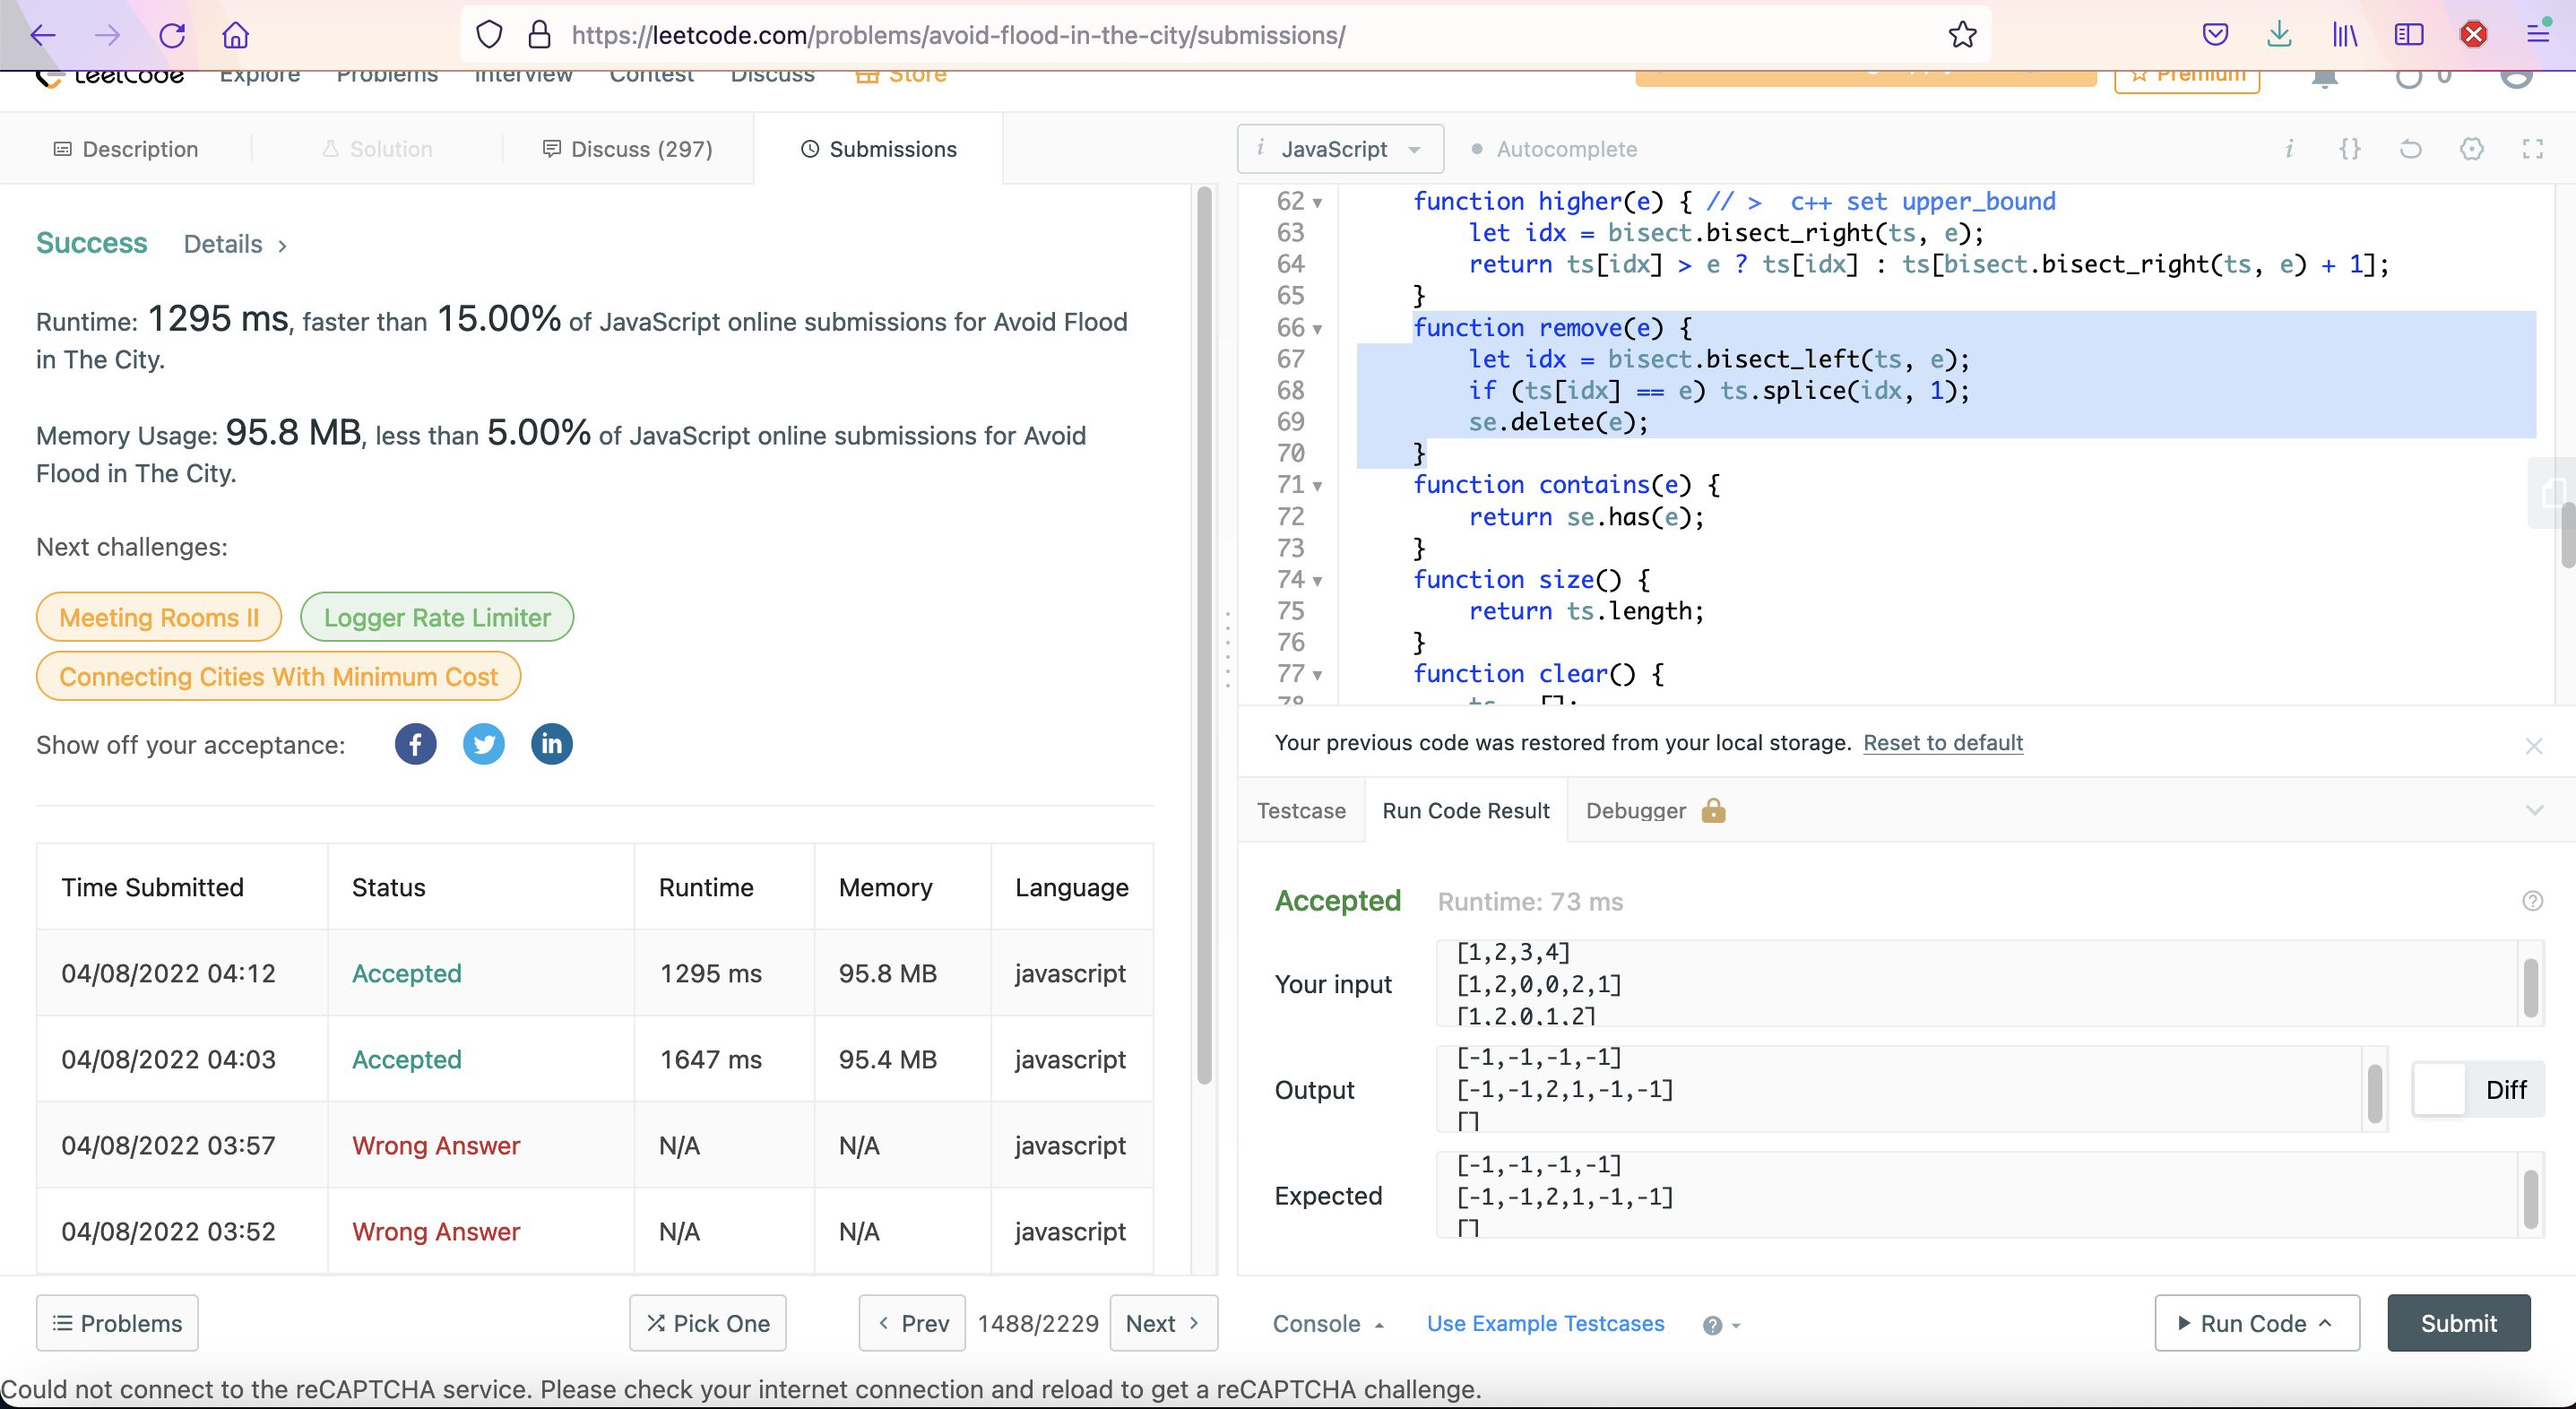 https://leetcode.com/problems/avoid-flood-in-the-city/submissions/
LeetCode Explore Problems Interview Contest Discuss Store
Premium 0
Description Solution Discuss (297) Submissions
Success Details >
Runtime: 1295 ms, faster than 15.00% of JavaScript online submissions for Avoid Flood
in The City.
Memory Usage: 95.8 MB, less than 5.00% of JavaScript online submissions for Avoid
Flood in The City.
Next challenges:
Meeting Rooms II Logger Rate Limiter
Connecting Cities With Minimum Cost
Show off your acceptance:
Time Submitted Status Runtime Memory Language
04/08/2022 04:12 Accepted 1295 ms 95.8 MB javascript
04/08/2022 04:03 Accepted 1647 ms 95.4 MB javascript
04/08/2022 03:57 Wrong Answer N/A N/A javascript
04/08/2022 03:52 Wrong Answer N/A N/A javascript
Problems Pick One < Prev 1488/2229 Next >
i JavaScript Autocomplete i {}
62 function higher(e) { // >  c++ set upper_bound
63 let idx = bisect.bisect_right(ts, e);
64 return ts[idx] > e ? ts[idx] : ts[bisect.bisect_right(ts, e) + 1];
65 }
66 function remove(e) {
67 let idx = bisect.bisect_left(ts, e);
68 if (ts[idx] == e) ts.splice(idx, 1);
69 se.delete(e);
70 }
71 function contains(e) {
72 return se.has(e);
73 }
74 function size() {
75 return ts.length;
76 }
77 function clear() {
78 ts = [];
Your previous code was restored from your local storage. Reset to default
Testcase Run Code Result Debugger
Accepted Runtime: 73 ms
Your input
[1,2,3,4]
[1,2,0,0,2,1]
[1,2,0,1,2]
Output
[-1,-1,-1,-1]
[-1,-1,2,1,-1,-1]
[]
Diff
Expected
[-1,-1,-1,-1]
[-1,-1,2,1,-1,-1]
[]
Console Use Example Testcases Run Code Submit
Could not connect to the reCAPTCHA service. Please check your internet connection and reload to get a reCAPTCHA challenge.